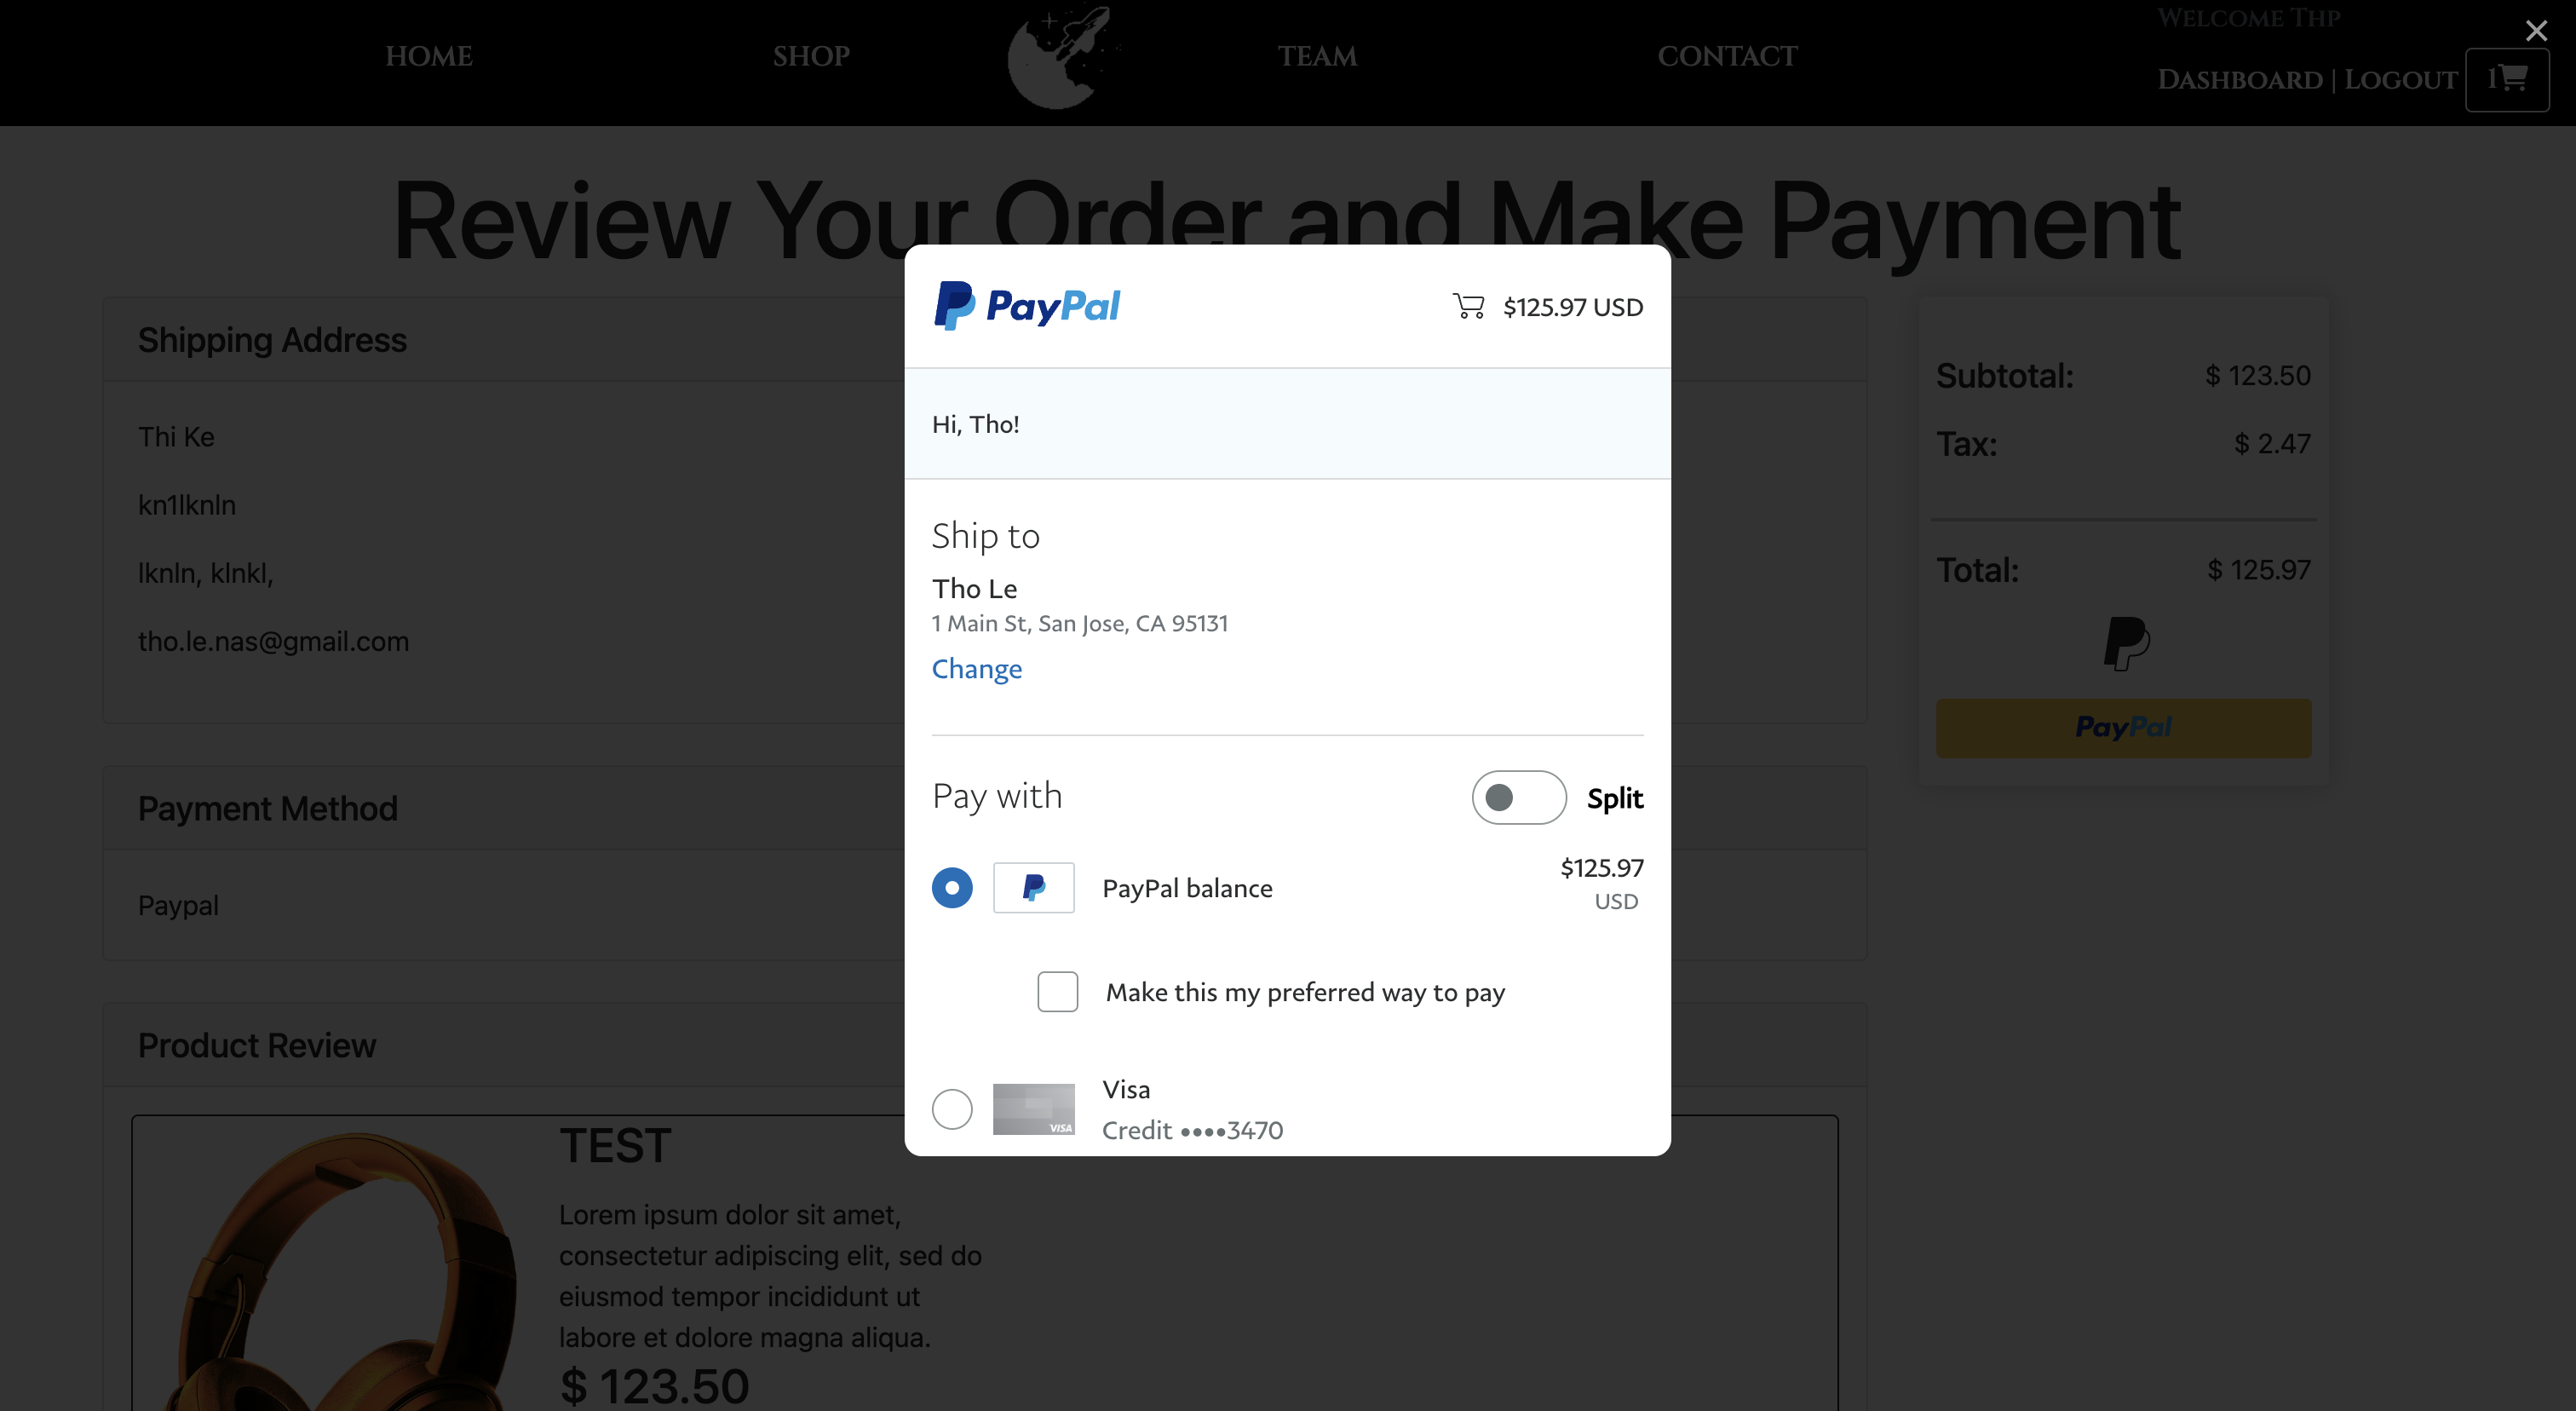 HOME
SHOP
TEAM
CONTACT
Welcome Thp
Dashboard | Logout
1
Review Your Order and Make Payment
Shipping Address
Thi Ke
kn1lknln
lknln, klnkl,
tho.le.nas@gmail.com
Payment Method
Paypal
Product Review
TEST
Lorem ipsum dolor sit amet,
consectetur adipiscing elit, sed do
eiusmod tempor incididunt ut
labore et dolore magna aliqua.
$ 123.50
PayPal
$125.97 USD
Hi, Tho!
Ship to
Tho Le
1 Main St, San Jose, CA 95131
Change
Pay with
Split
PayPal balance
$125.97
USD
Make this my preferred way to pay
VISA
Visa
Credit ••••3470
Subtotal: $ 123.50
Tax: $ 2.47
Total: $ 125.97
PayPal